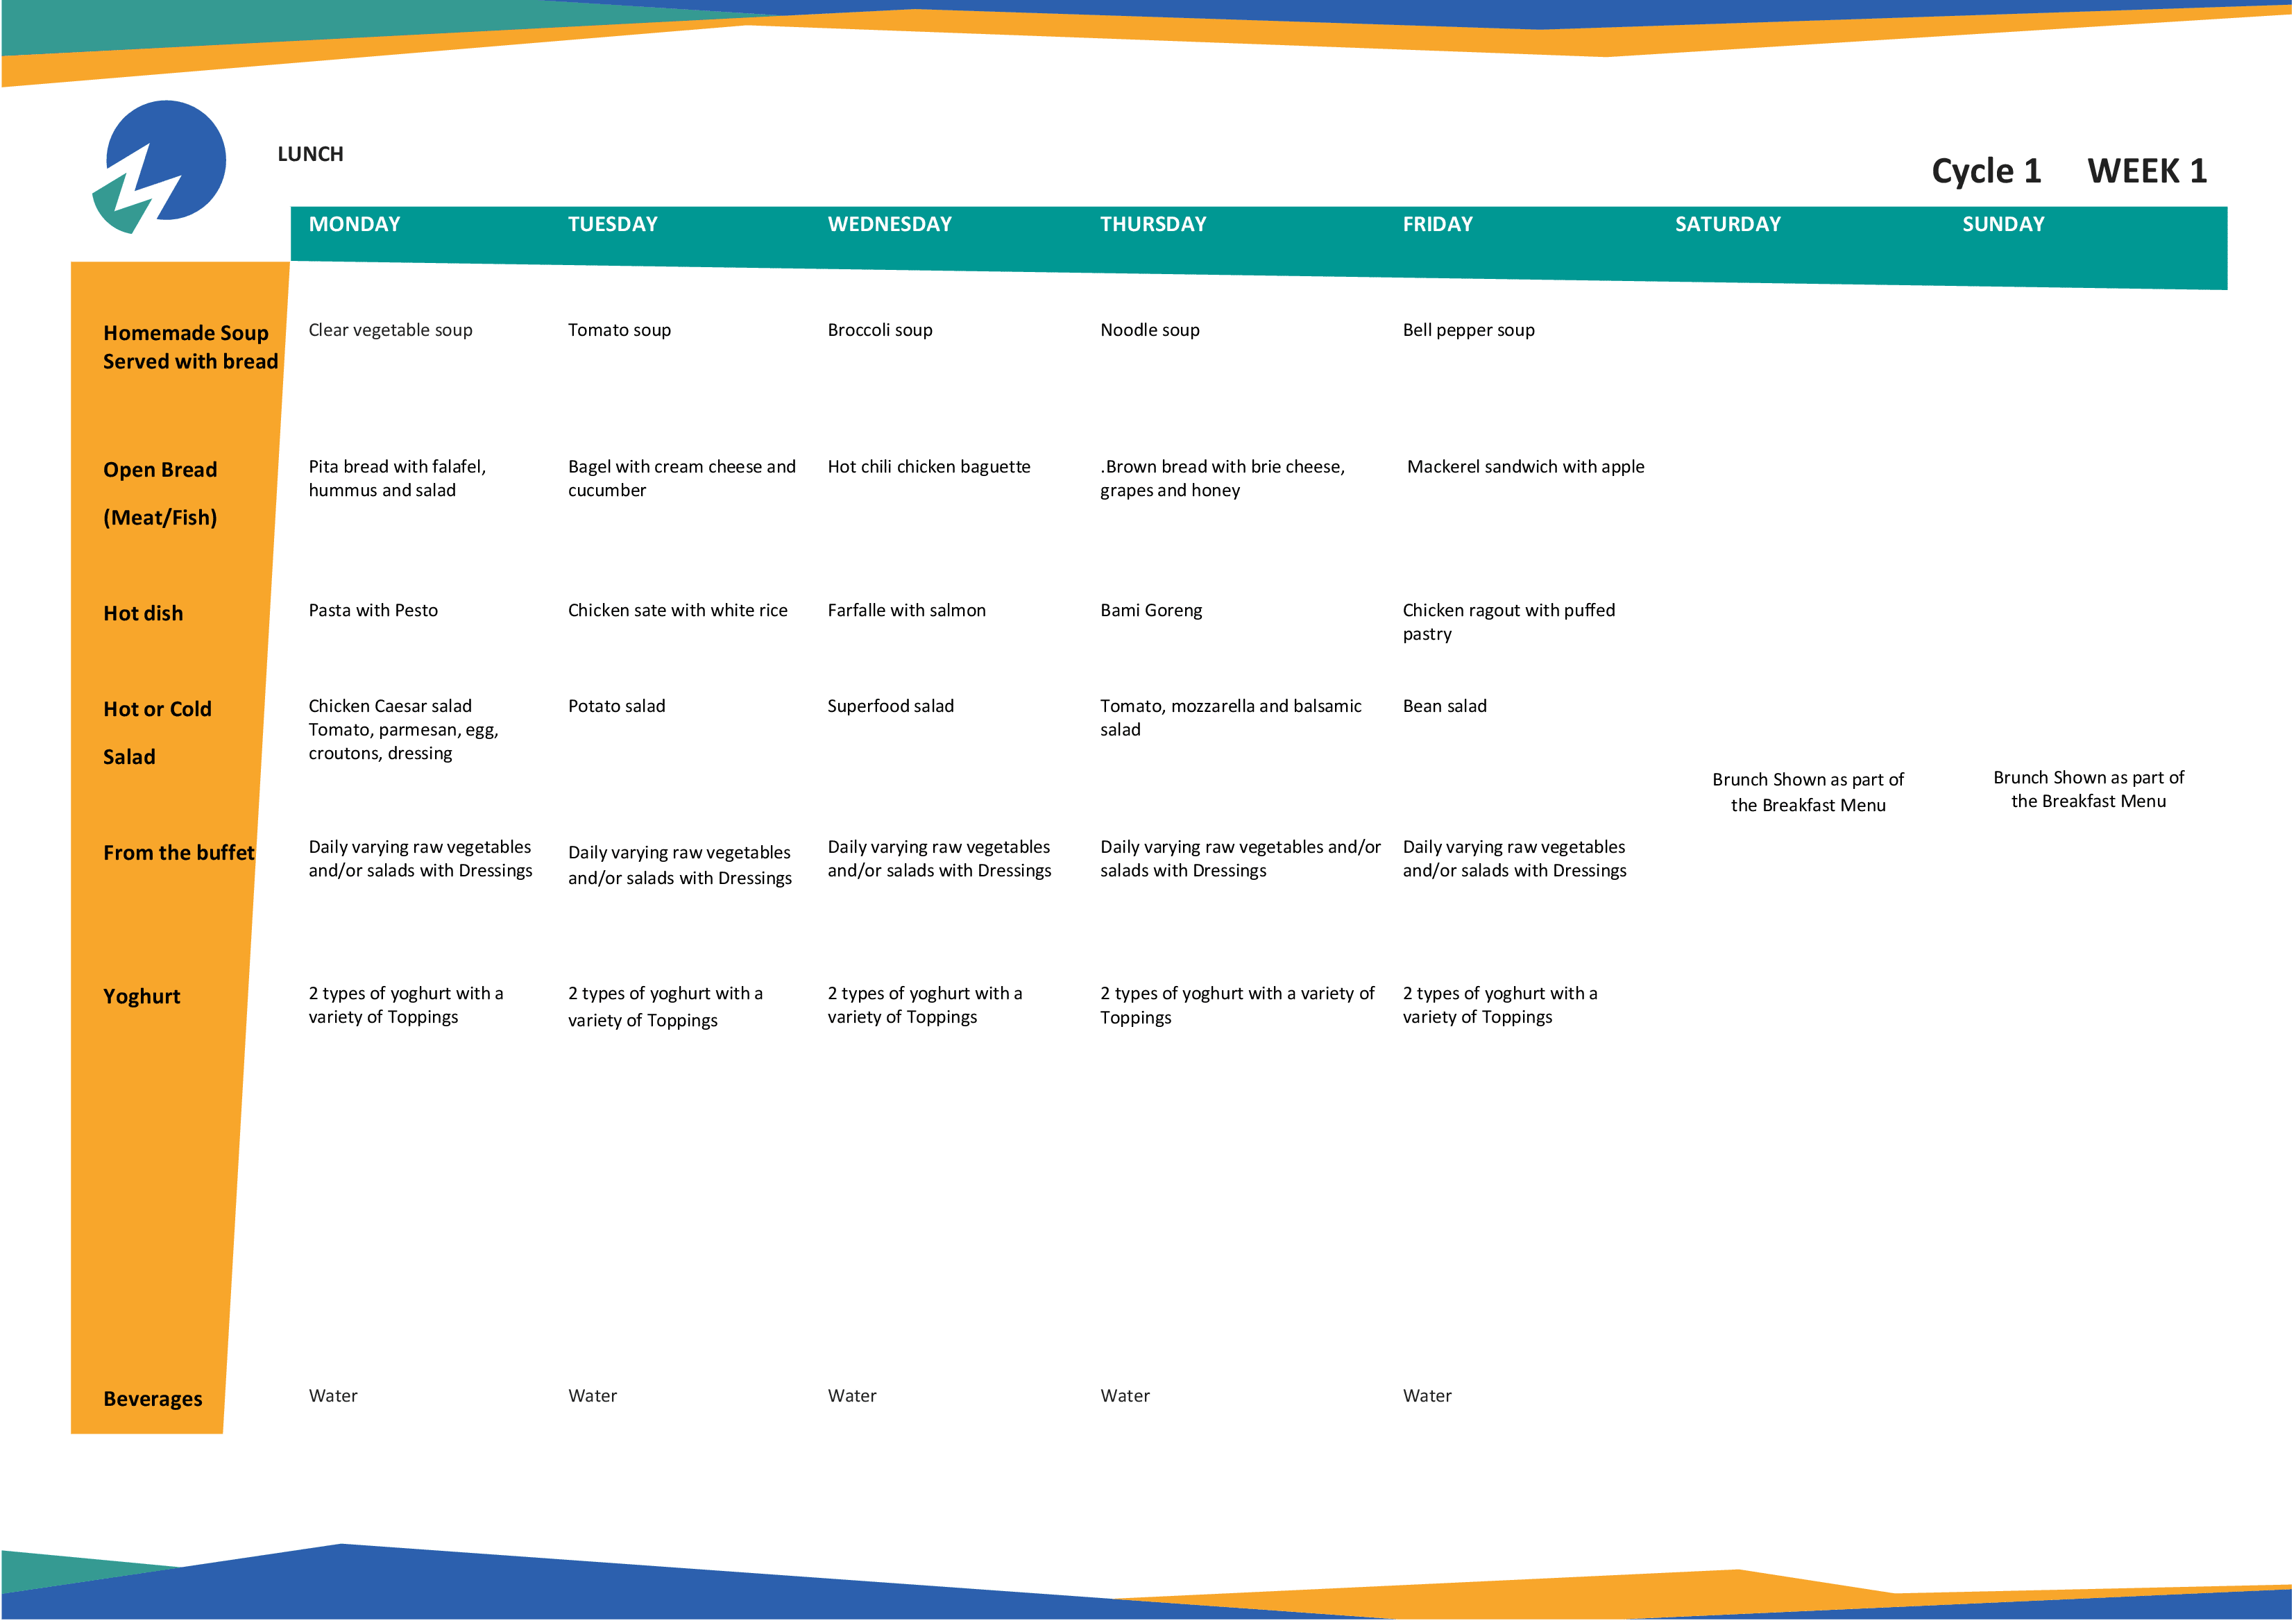 LUNCH
Cycle 1 WEEK 1
MONDAY TUESDAY WEDNESDAY THURSDAY FRIDAY SATURDAY SUNDAY
Homemade Soup
Served with bread
Clear vegetable soup
Tomato soup
Broccoli soup
Noodle soup
Bell pepper soup
Open Bread
(Meat/Fish)
Pita bread with falafel,
hummus and salad
Bagel with cream cheese and
cucumber
Hot chili chicken baguette
.Brown bread with brie cheese,
grapes and honey
Mackerel sandwich with apple
Hot dish
Pasta with Pesto
Chicken sate with white rice
Farfalle with salmon
Bami Goreng
Chicken ragout with puffed
pastry
Hot or Cold
Salad
Chicken Caesar salad
Tomato, parmesan, egg,
croutons, dressing
Potato salad
Superfood salad
Tomato, mozzarella and balsamic
salad
Bean salad
Brunch Shown as part of
the Breakfast Menu
Brunch Shown as part of
the Breakfast Menu
From the buffet
Daily varying raw vegetables
and/or salads with Dressings
Daily varying raw vegetables
and/or salads with Dressings
Daily varying raw vegetables
and/or salads with Dressings
Daily varying raw vegetables and/or
salads with Dressings
Daily varying raw vegetables
and/or salads with Dressings
Yoghurt
2 types of yoghurt with a
variety of Toppings
2 types of yoghurt with a
variety of Toppings
2 types of yoghurt with a
variety of Toppings
2 types of yoghurt with a variety of
Toppings
2 types of yoghurt with a
variety of Toppings
Beverages
Water
Water
Water
Water
Water